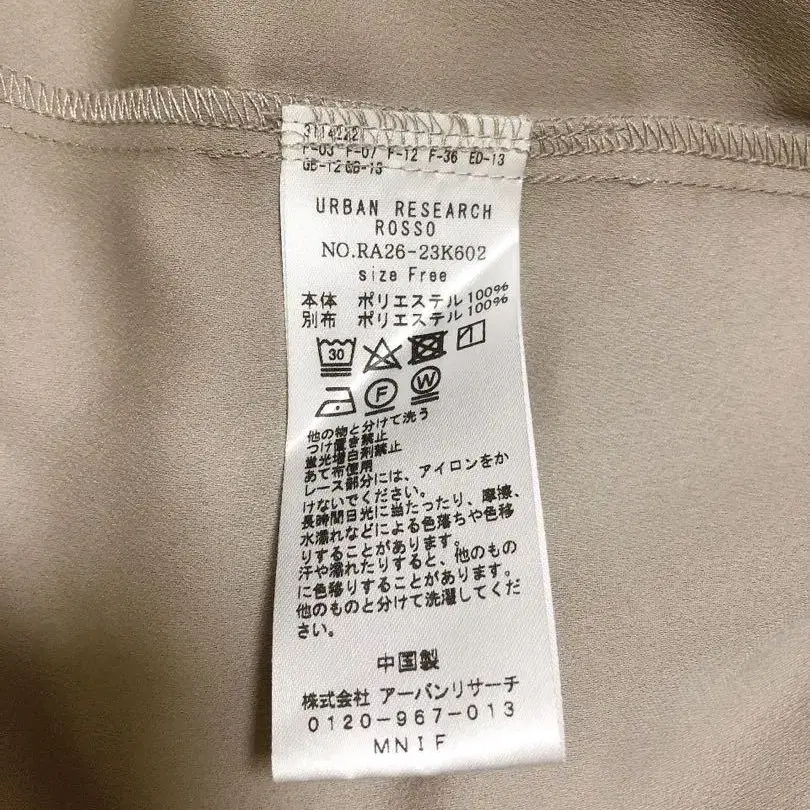 3114222
F-03 F-07 F-12 F-36 ED-13
GB-12 GB-13
URBAN RESEARCH
ROSSO
NO.RA26-23K602
size Free
本体 ポリエステル 100%
別布 ポリエステル 100%
30
F W
他の物と分けて洗う
つけ置き禁止
蛍光増白剤禁止
あて布使用
レース部分には、アイロンをか
けないでください。
長時間日光に当たったり、摩擦、
水濡れなどによる色落ちや色移
りすることがあります。
汗や濡れたりすると、他のもの
に色移りすることがあります。
他のものと分けて洗濯してくだ
さい。
中国製
株式会社 アーバンリサーチ
0120-967-013
MNIF